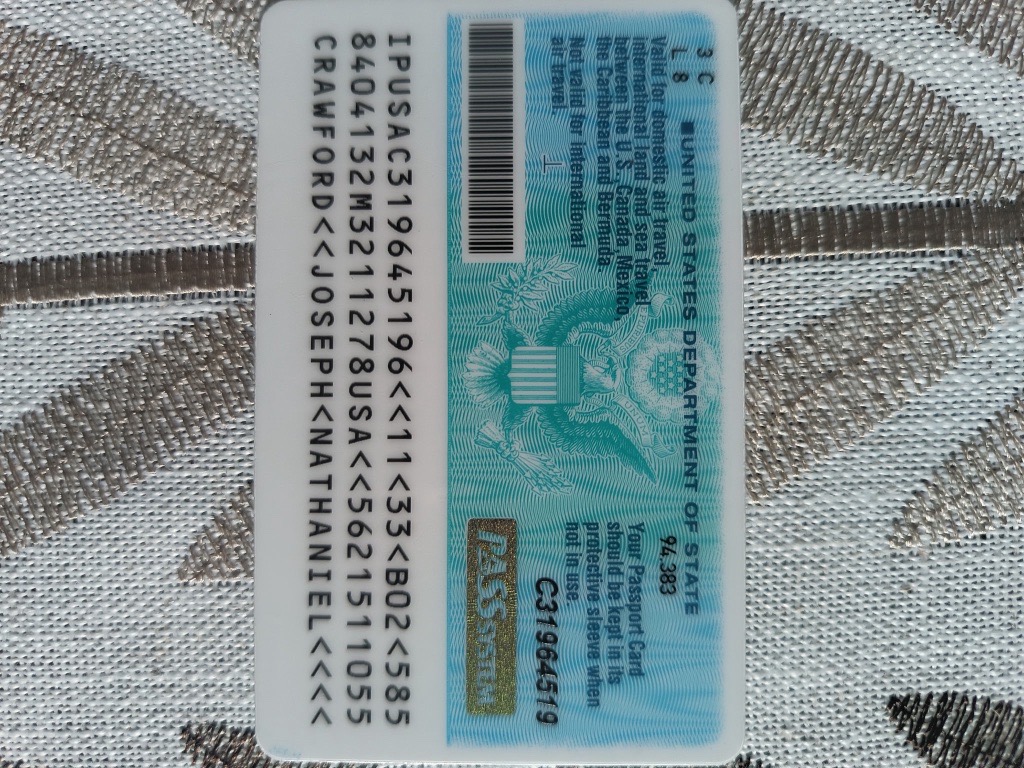 3 C
L 8
UNITED STATES DEPARTMENT OF STATE
94.383
Valid for domestic air travel,
international land and sea travel
between the U.S., Canada, Mexico,
the Caribbean and Bermuda.
Not valid for international
air travel
Your Passport Card
should be kept in its
protective sleeve when
not in use.
C31964519
PASS SYSTEM
IPUSAC319645196<<11<33<B02<585
8404132M3211278USA<<5621511055
CRAWFORD<<JOSEPH<NATHANIEL<<<<